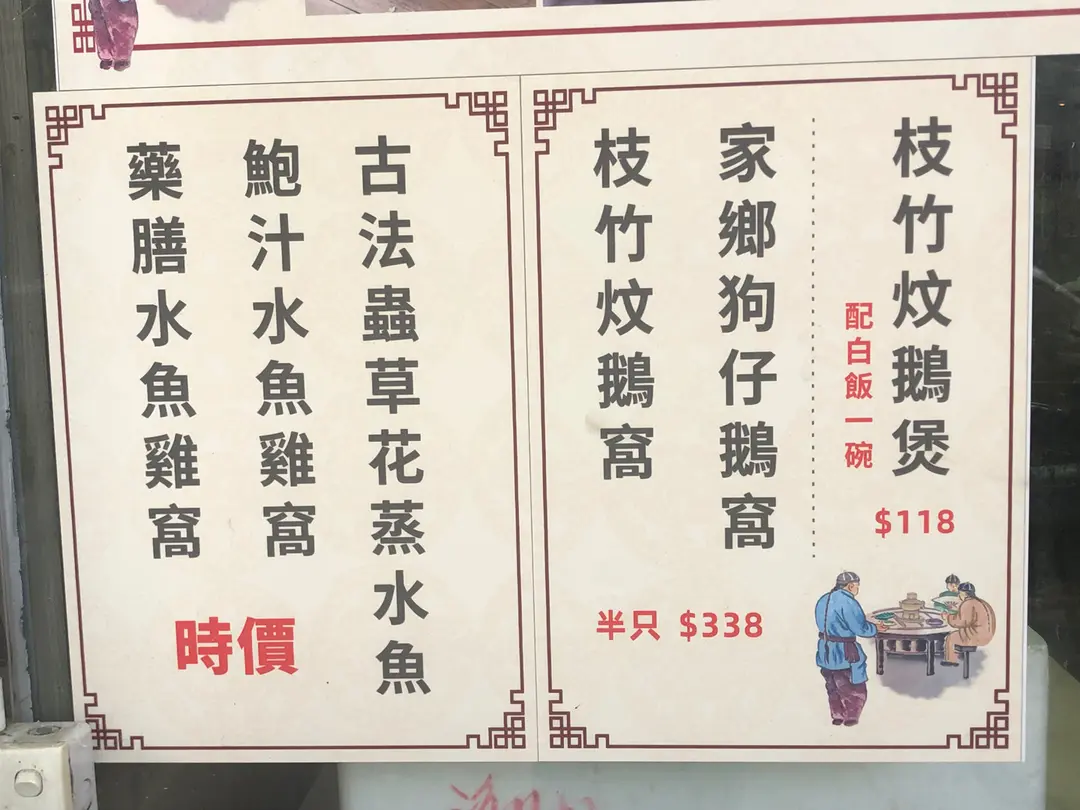 枝竹炆鵝煲
配白飯一碗
$118
家鄉狗仔鵝窩
枝竹炆鵝窩
半只 $338
古法蟲草花蒸水魚
鮑汁水魚雞窩
藥膳水魚雞窩
時價